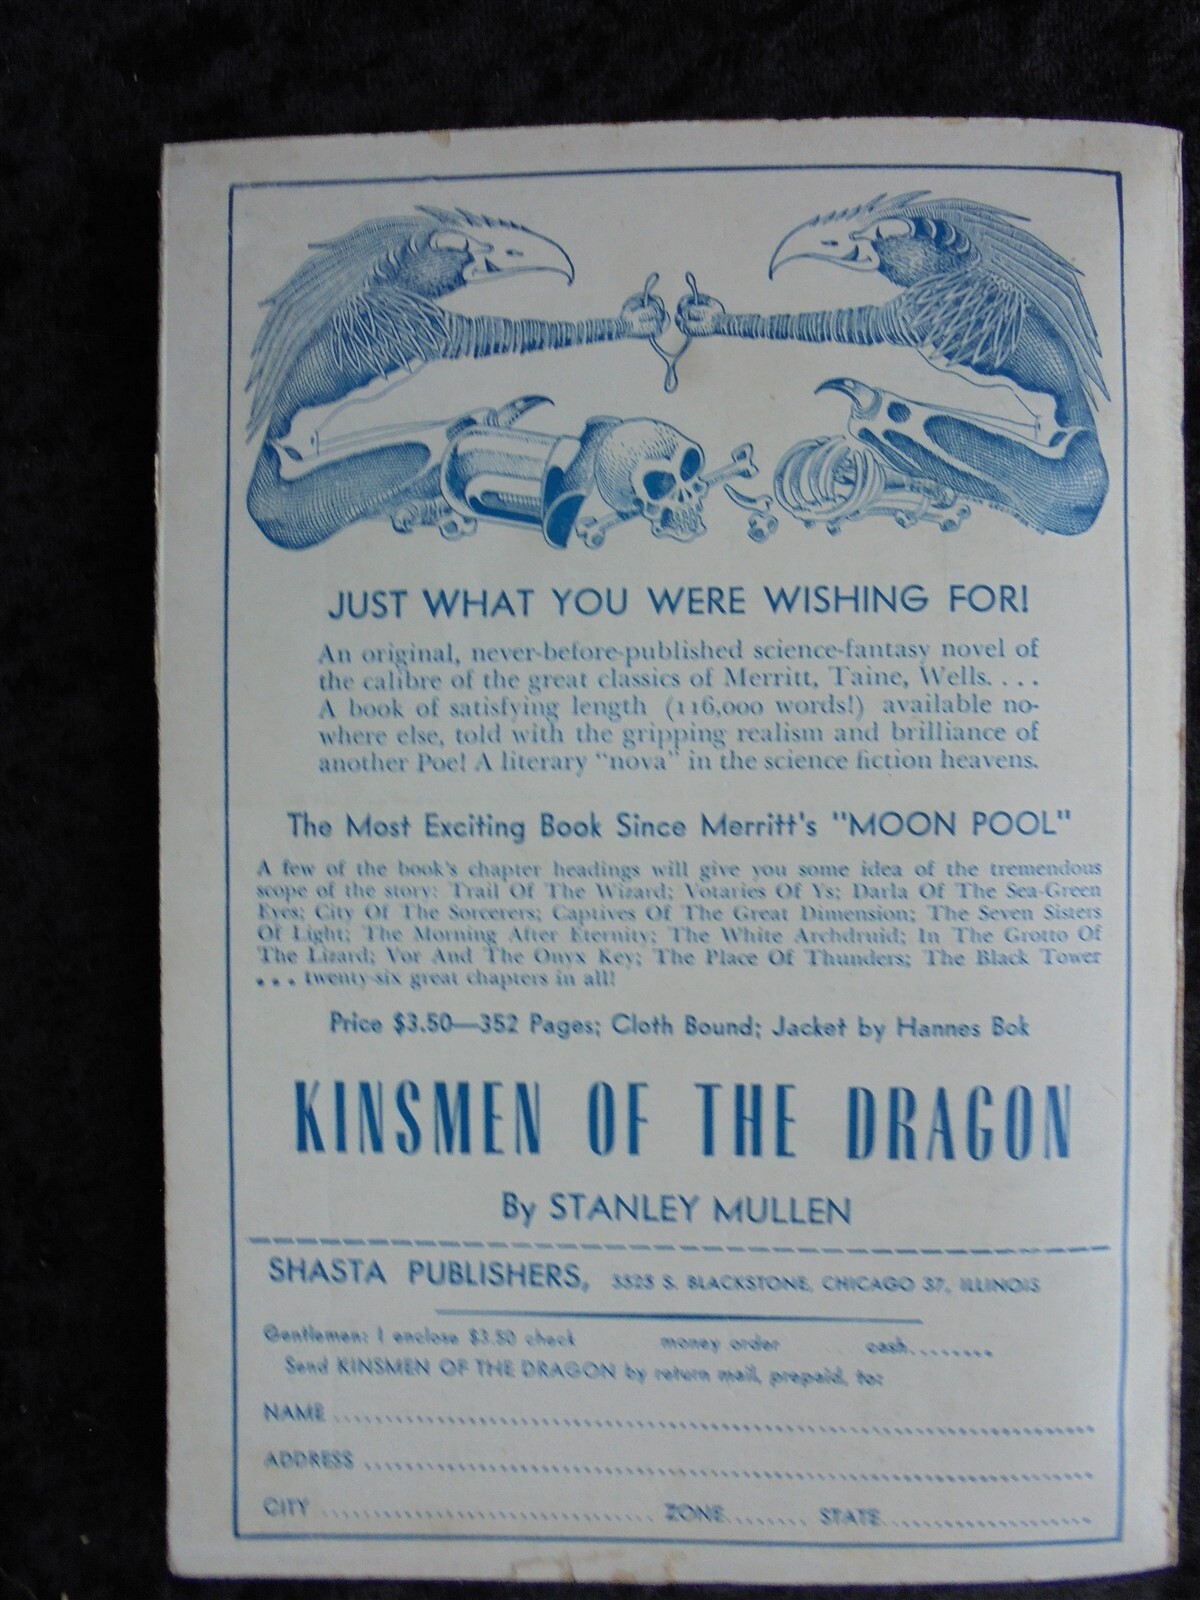 JUST WHAT YOU WERE WISHING FOR!
An original, never-before-published science-fantasy novel of
the calibre of the great classics of Merritt, Taine, Wells. . . .
A book of satisfying length (116,000 words!) available no-
where else, told with the gripping realism and brilliance of
another Poe! A literary "nova" in the science fiction heavens.
The Most Exciting Book Since Merritt's "MOON POOL"
A few of the book's chapter headings will give you some idea of the tremendous
scope of the story: Trail Of The Wizard; Votaries Of Ys; Darla Of The Sea-Green
Eyes; City Of The Sorcerers; Captives Of The Great Dimension; The Seven Sisters
Of Light; The Morning After Eternity; The White Archdruid; In The Grotto Of
The Lizard; Vor And The Onyx Key; The Place Of Thunders; The Black Tower
. . . twenty-six great chapters in all!
Price $3.50—352 Pages; Cloth Bound; Jacket by Hannes Bok
KINSMEN OF THE DRAGON
By STANLEY MULLEN
SHASTA PUBLISHERS, 5525 S. BLACKSTONE, CHICAGO 37, ILLINOIS
Gentlemen: I enclose $3.50 check money order cash........
Send KINSMEN OF THE DRAGON by return mail, prepaid, to:
NAME ........................................
ADDRESS ........................................
CITY .............................. ZONE........ STATE....................